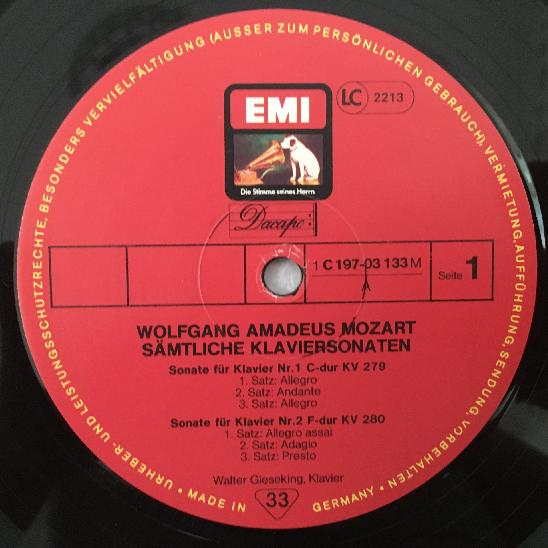 URHEBER- UND LEISTUNGSSCHUTZRECHTE, BESONDERS VERVIELFÄLTIGUNG (AUSSER ZUM PERSÖNLICHEN GEBRAUCH), VERMIETUNG, AUFFÜHRUNG, SENDUNG, VORBEHALTEN • MADE IN GERMANY •
EMI
LC 2213
Die Stimme seines Herrn
Dacapo
1 C 197-03 133 M
A
Seite 1
WOLFGANG AMADEUS MOZART
SÄMTLICHE KLAVIERSONATEN
Sonate für Klavier Nr.1 C-dur KV 279
1. Satz: Allegro
2. Satz: Andante
3. Satz: Allegro
Sonate für Klavier Nr.2 F-dur KV 280
1. Satz: Allegro assai
2. Satz: Adagio
3. Satz: Presto
Walter Gieseking, Klavier
33